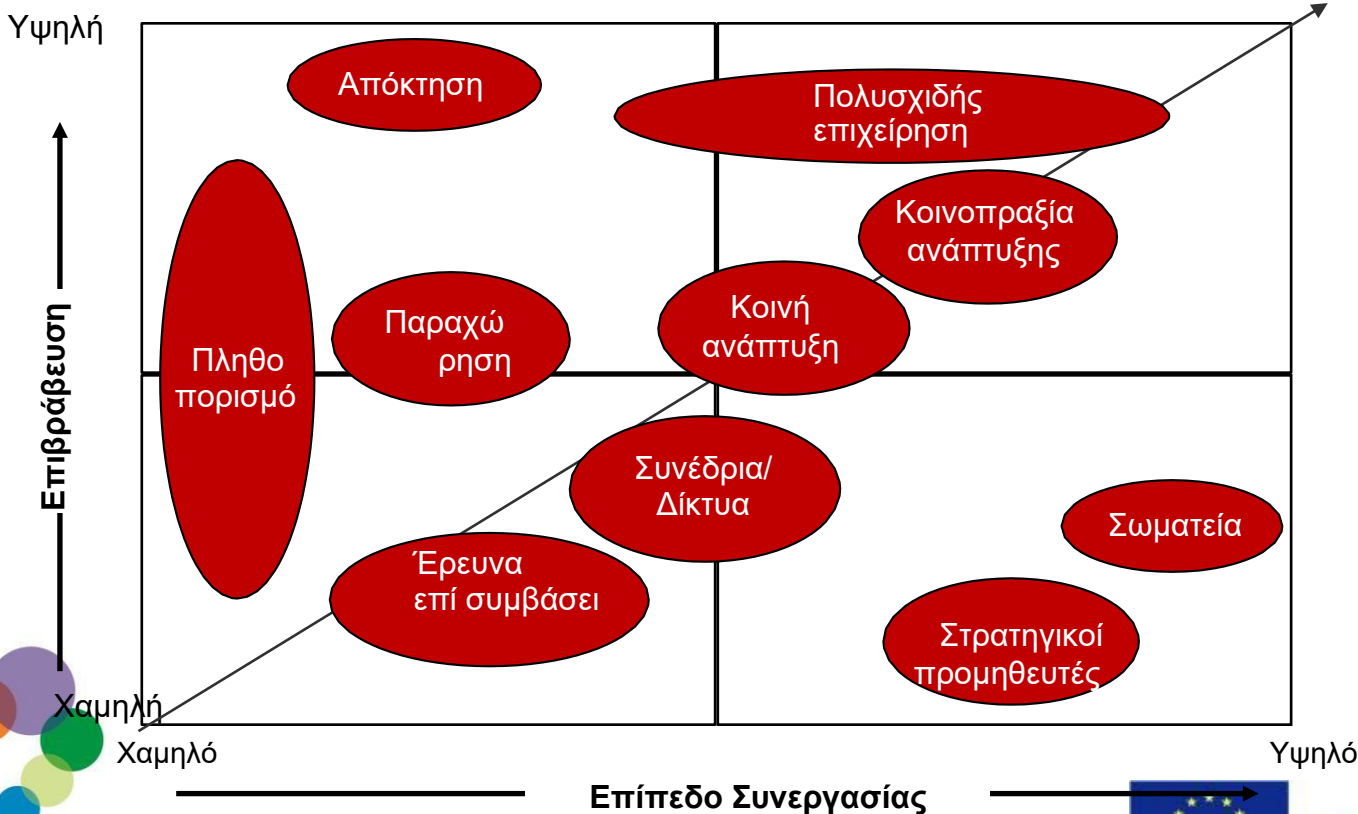 Υψηλή
Απόκτηση
Πολυσχιδής
επιχείρηση
Κοινοπραξία
ανάπτυξης
Κοινή
ανάπτυξη
Παραχώ
ρηση
Πληθο
πορισμό
Επιβράβευση
Συνέδρια/
Δίκτυα
Σωματεία
Έρευνα
επί συμβάσει
Στρατηγικοί
προμηθευτές
Χαμηλή
Χαμηλό
Υψηλό
Επίπεδο Συνεργασίας